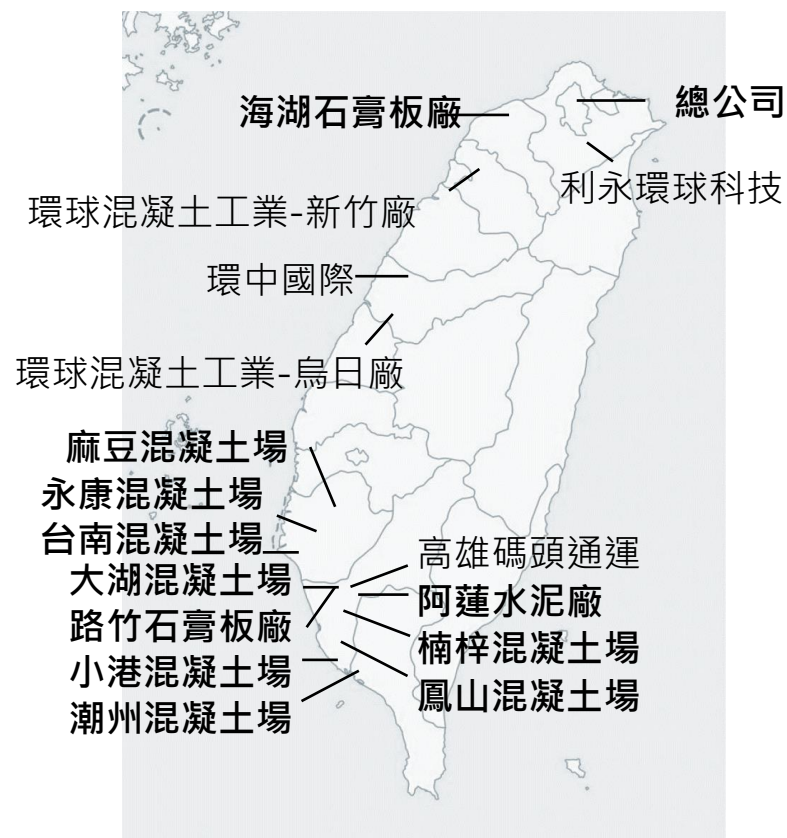 總公司
海湖石膏板廠
利永環球科技
環球混凝土工業-新竹廠
環中國際
環球混凝土工業-烏日廠
麻豆混凝土場
永康混凝土場
台南混凝土場
高雄碼頭通運
大湖混凝土場
阿蓮水泥廠
路竹石膏板廠
楠梓混凝土場
小港混凝土場
鳳山混凝土場
潮州混凝土場